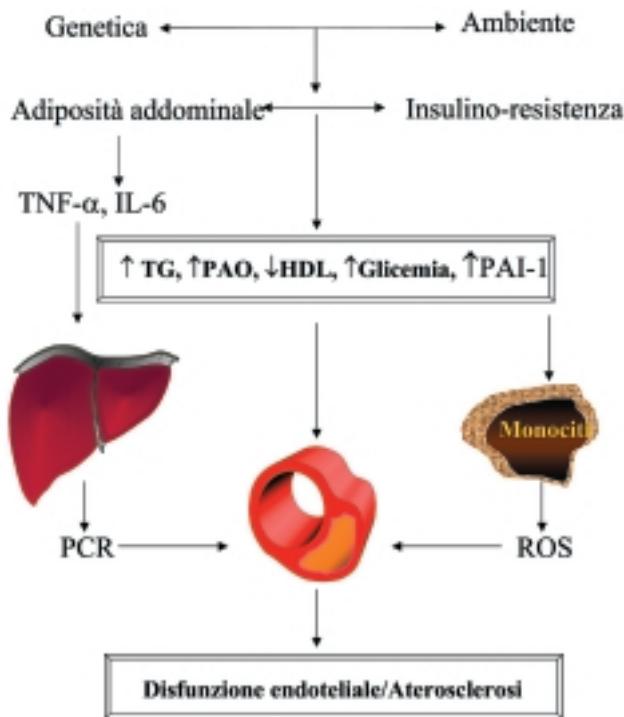 Genetica Ambiente
Adiposità addominale Insulino-resistenza
TNF-α, IL-6
↑ TG, ↑PAO, ↓HDL, ↑Glicemia, ↑PAI-1
Monociti
PCR ROS
Disfunzione endoteliale/Aterosclerosi